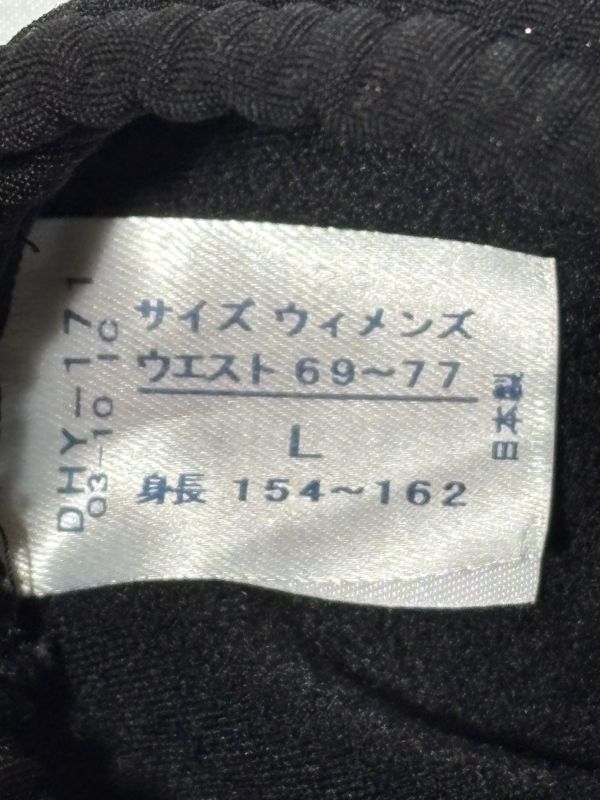 サイズ ウィメンズ
ウエスト 69~77
L
身長 154~162
日本製
DHY-171
03-10 1C